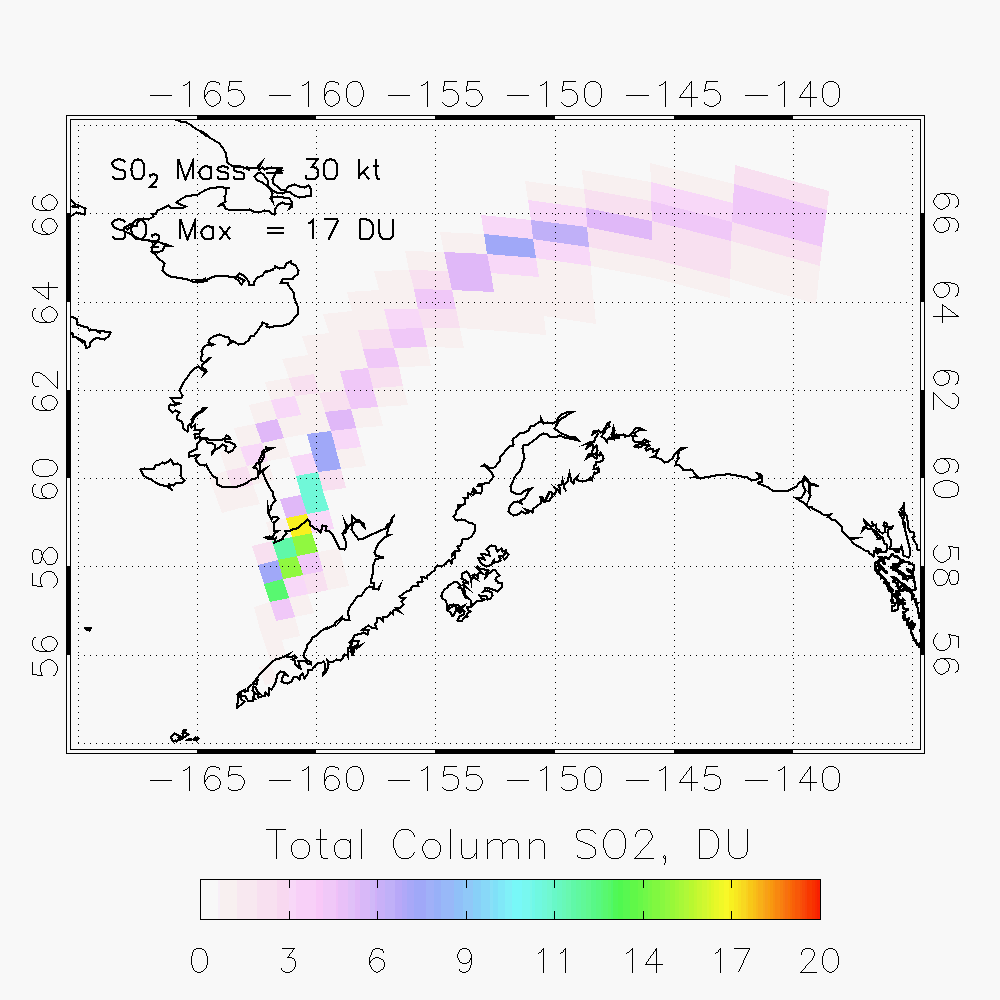 −165 −160 −155 −150 −145 −140
SO2 Mass = 30 kt
SO2 Max = 17 DU
66 66
64 64
62 62
60 60
58 58
56 56
−165 −160 −155 −150 −145 −140
Total Column SO2, DU
0 3 6 9 11 14 17 20